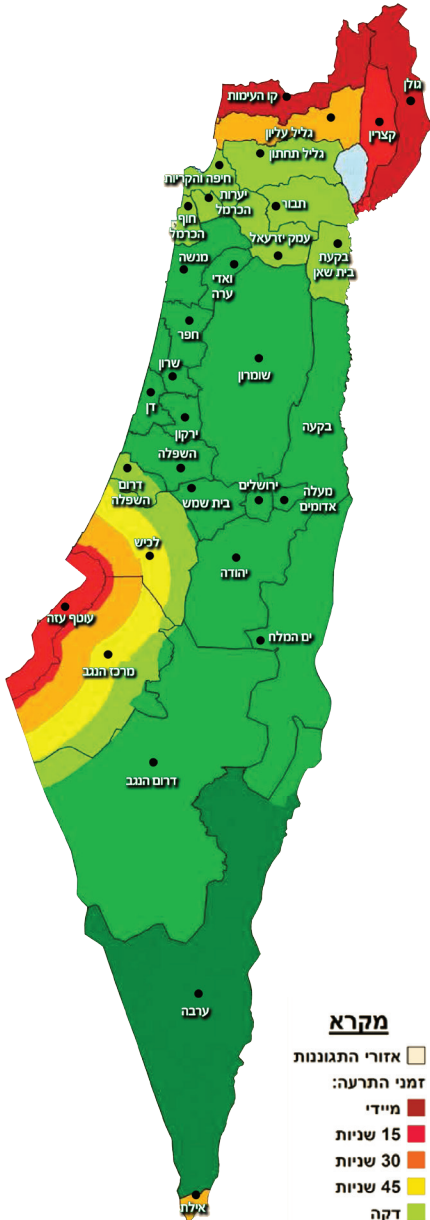 גולן
קו העימות
קצרין
גליל עליון
גליל תחתון
חיפה והקריות
יערות
הכרמל
תבור
חוף
הכרמל
עמק יזרעאל
בקעת
בית שאן
מנשה
ואדי
ערה
חפר
שומרון
שרון
דן
ירקון
בקעה
השפלה
דרום
השפלה
בית שמש
ירושלים
מעלה
אדומים
לכיש
יהודה
עוטף עזה
ים המלח
מרכז הנגב
דרום הנגב
ערבה
אילת
מקרא
אזורי התגוננות
זמני התרעה:
מיידי
15 שניות
30 שניות
45 שניות
דקה